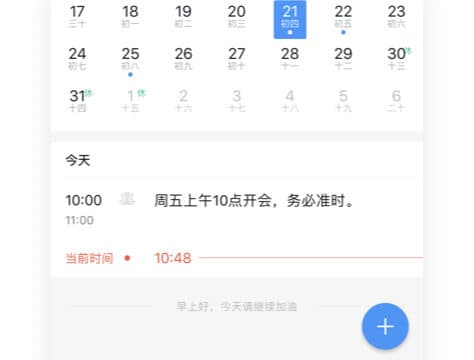 17 18 19 20 21 22 23
三十 初一 初二 初三 初四 初五 初六
24 25 26 27 28 29 30 休
初七 初八 初九 初十 十一 十二 十三
31 休 1 休 2 3 4 5 6
十四 十五 十六 十七 十八 十九 二十
今天
10:00 周五上午10点开会，务必准时。
11:00
当前时间 10:48
早上好，今天请继续加油